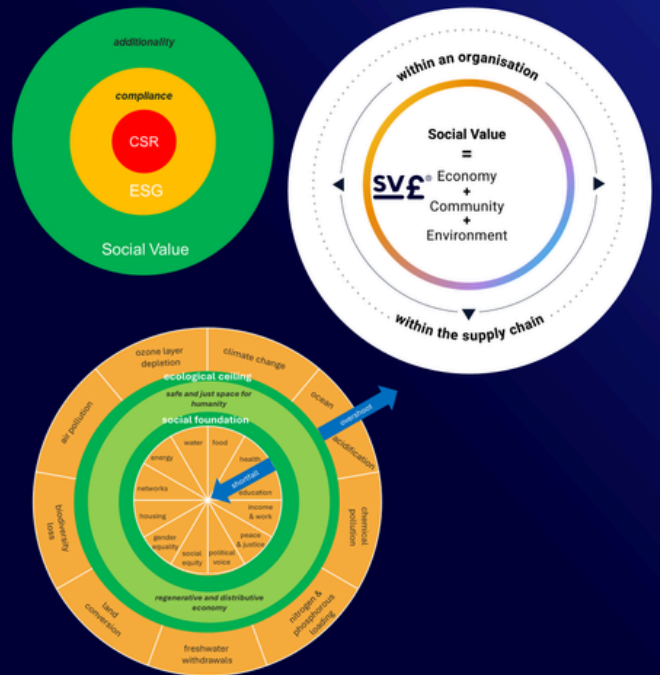 additionality
compliance
CSR
ESG
Social Value
within an organisation
Social Value
=
SV£®
Economy
+
Community
+
Environment
within the supply chain
ozone layer
depletion
climate change
ocean
acidification
chemical
pollution
nitrogen &
phosphorous
loading
freshwater
withdrawals
land
conversion
biodiversity
loss
air pollution
ecological ceiling
safe and just space for
humanity
social foundation
overshoot
shortfall
water
food
health
education
income
& work
peace
& justice
political
voice
social
equity
gender
equality
housing
networks
energy
regenerative and distributive
economy